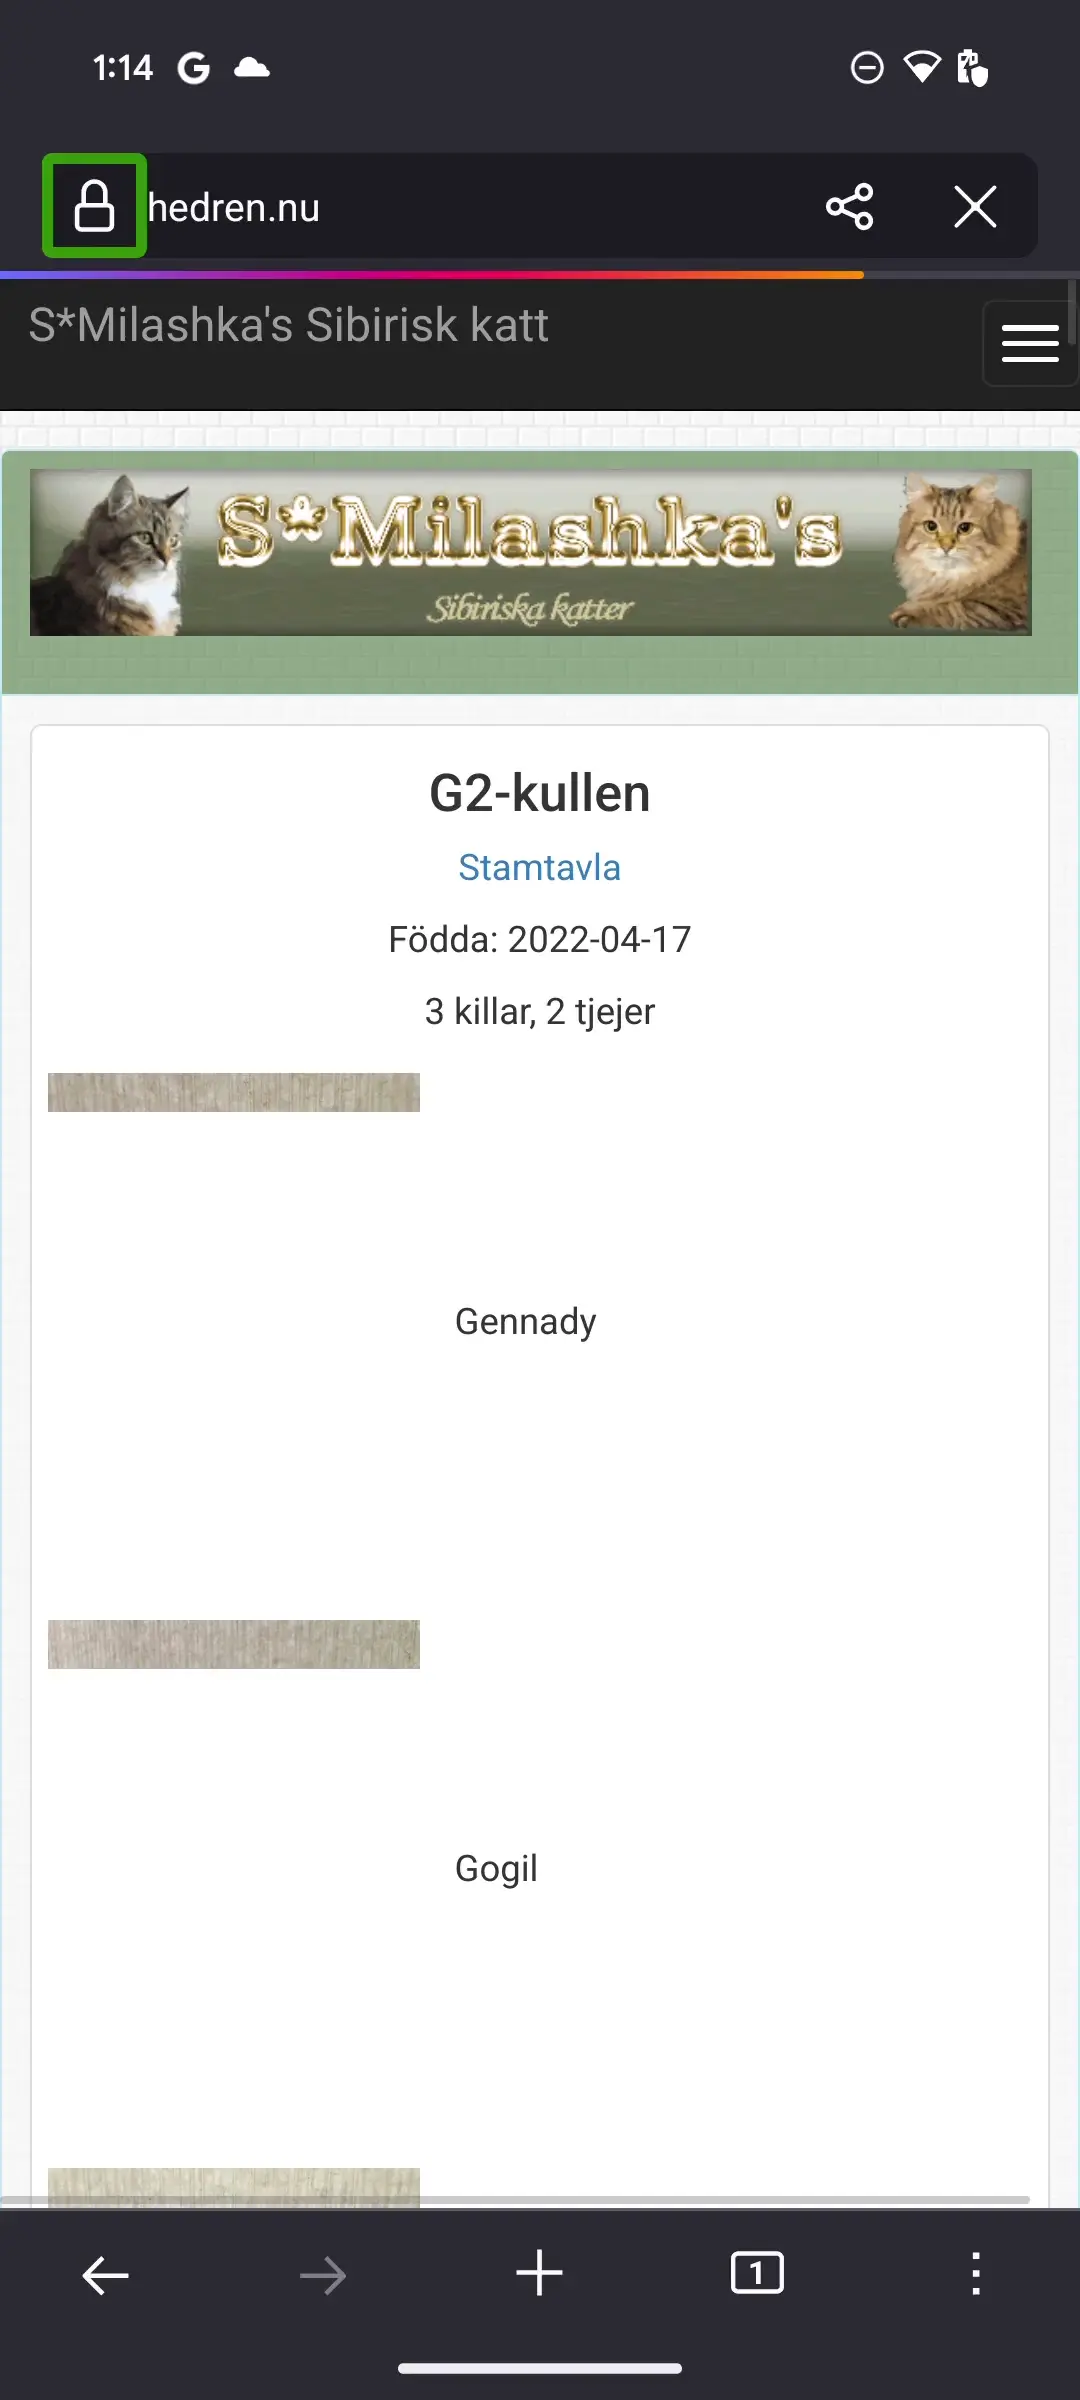 1:14
hedren.nu
S*Milashka's Sibirisk katt
S*Milashka's
Sibiriska katter
G2-kullen
Stamtavla
Födda: 2022-04-17
3 killar, 2 tjejer
Gennady
Gogil
1